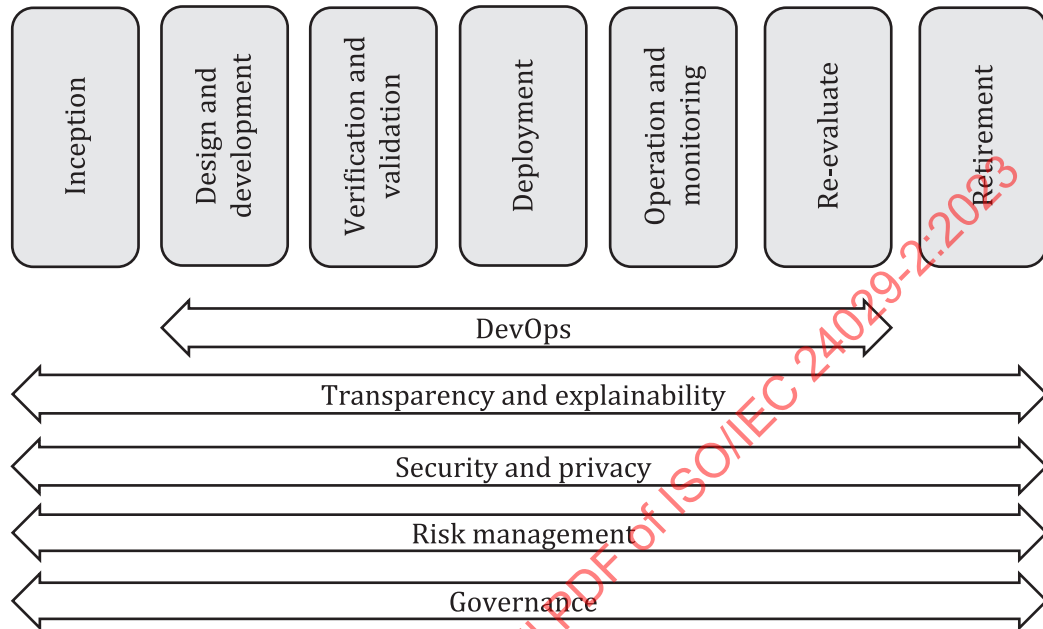 Inception
Design and
development
Verification and
validation
Deployment
Operation and
monitoring
Re-evaluate
Retirement
DevOps
Transparency and explainability
Security and privacy
Risk management
Governance
PDF of ISO/IEC 24029-2:2023